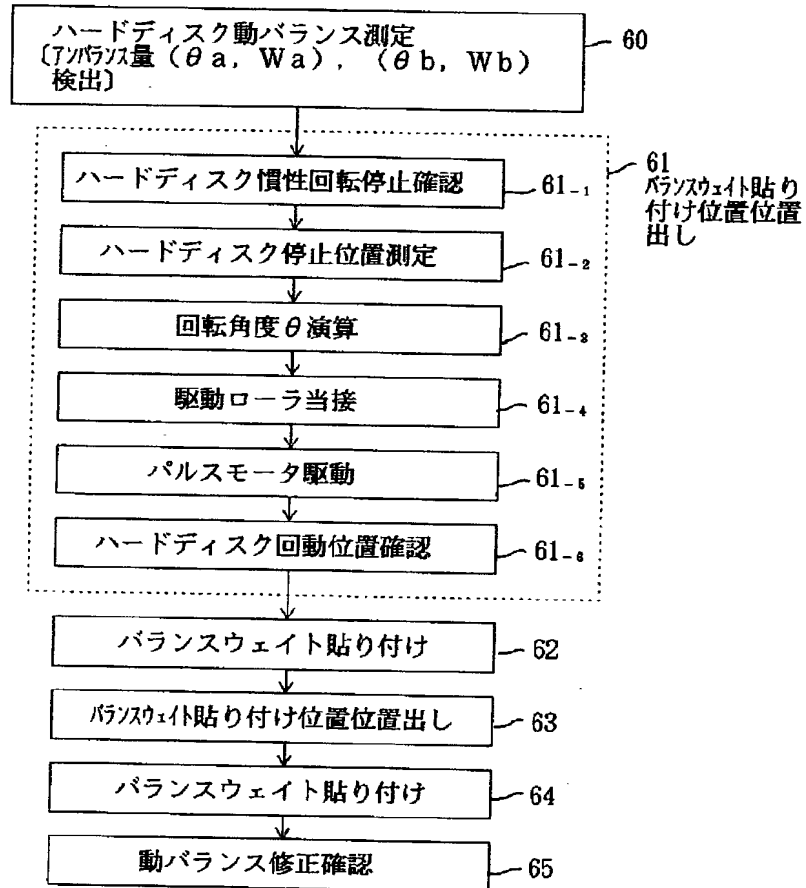 ハードディスク動バランス測定
〔アンバランス量(θa, Wa), (θb, Wb)
検出〕
60
61
バランスウェイト貼り
付け位置位置
出し
ハードディスク慣性回転停止確認
61-1
ハードディスク停止位置測定
61-2
回転角度θ演算
61-3
駆動ローラ当接
61-4
パルスモータ駆動
61-5
ハードディスク回動位置確認
61-6
バランスウェイト貼り付け
62
バランスウェイト貼り付け位置位置出し
63
バランスウェイト貼り付け
64
動バランス修正確認
65